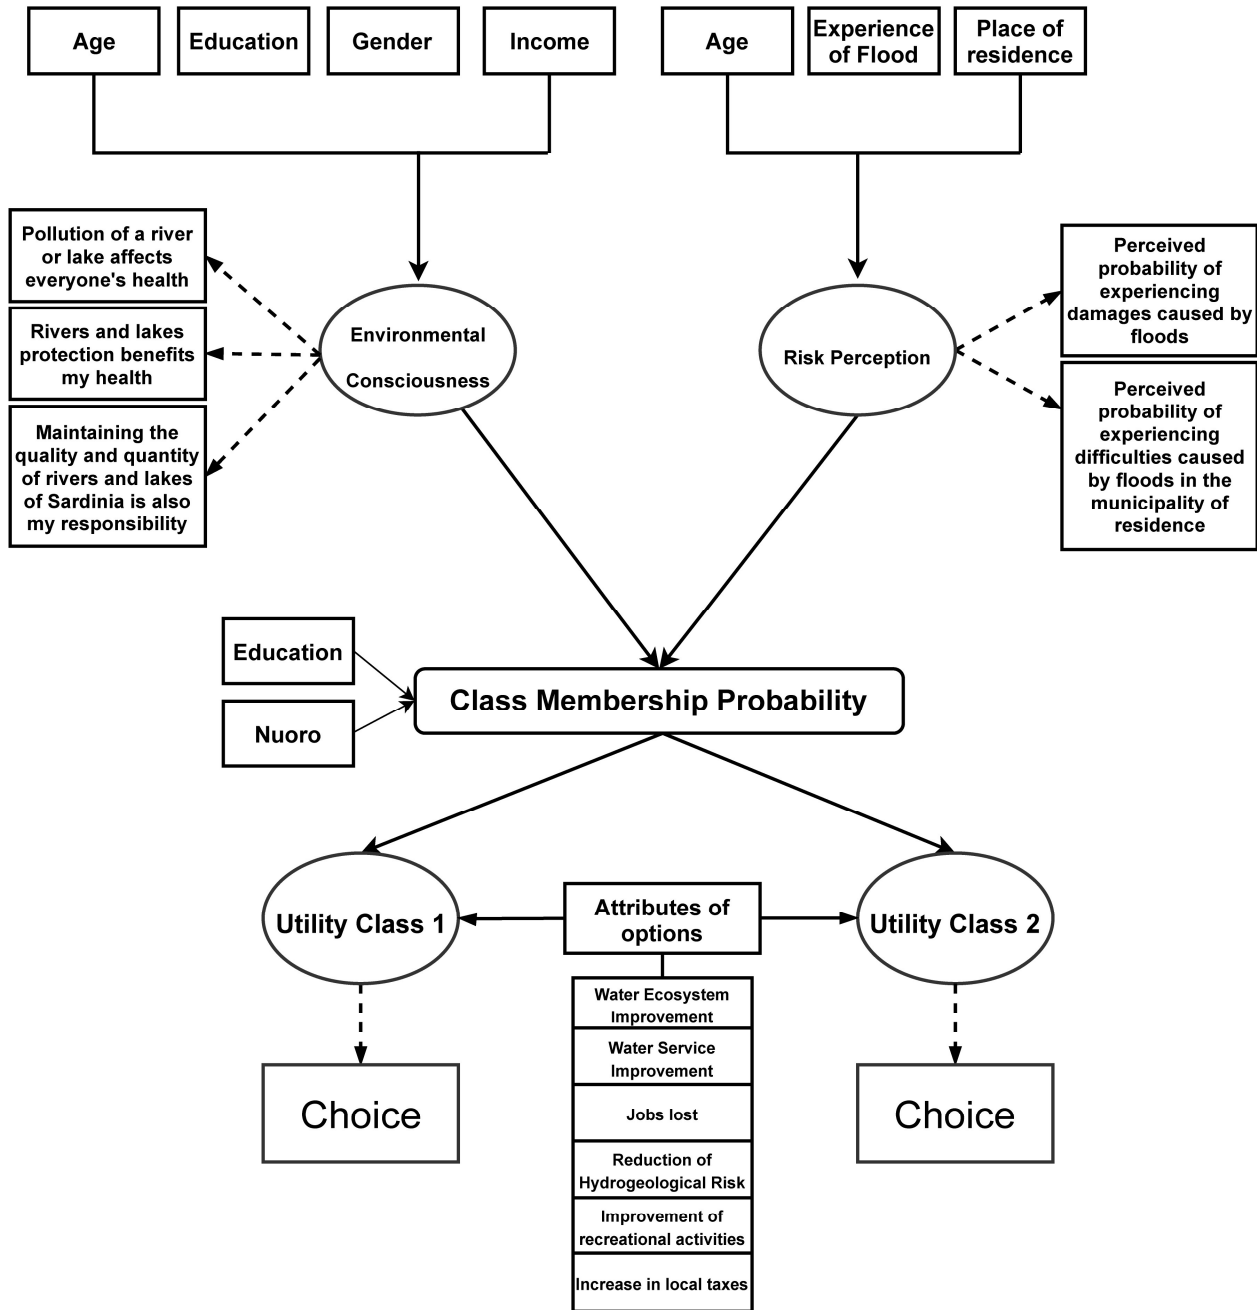 Age
Education
Gender
Income
Age
Experience
of Flood
Place of
residence
Pollution of a river
or lake affects
everyone's health
Rivers and lakes
protection benefits
my health
Maintaining the
quality and quantity
of rivers and lakes
of Sardinia is also
my responsibility
Environmental
Consciousness
Risk Perception
Perceived
probability of
experiencing
damages caused by
floods
Perceived
probability of
experiencing
difficulties caused
by floods in the
municipality of
residence
Education
Nuoro
Class Membership Probability
Utility Class 1
Attributes of
options
Utility Class 2
Water Ecosystem
Improvement
Water Service
Improvement
Jobs lost
Reduction of
Hydrogeological Risk
Improvement of
recreational activities
Increase in local taxes
Choice
Choice